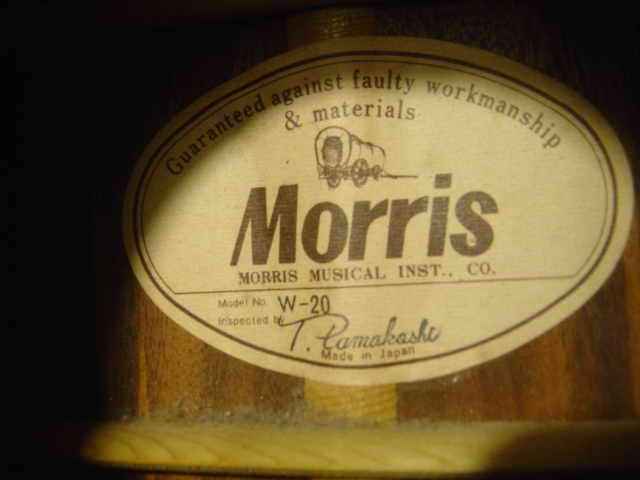 Guaranteed against faulty workmanship
& materials
Morris
MORRIS MUSICAL INST., CO.
Model No. W-20
Inspected by T.
Made in Japan